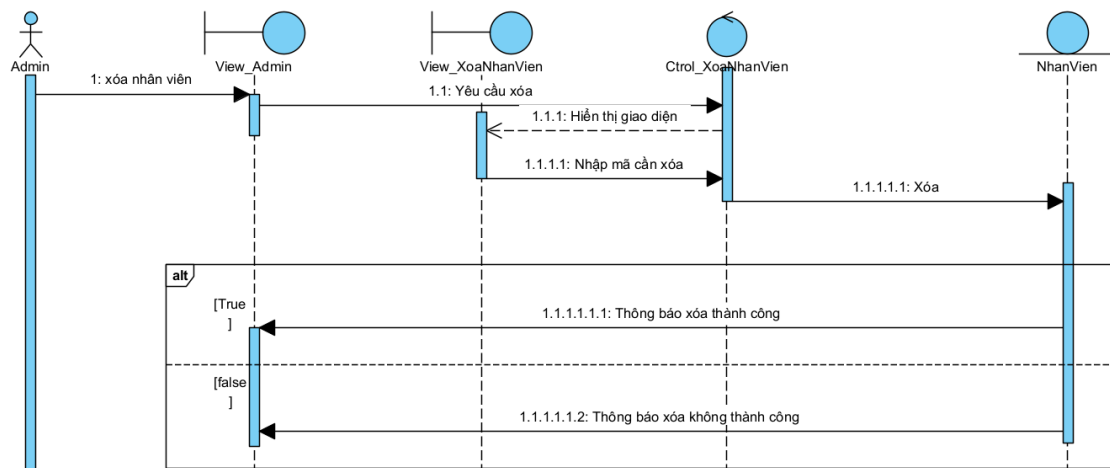 Admin
View_Admin
View_XoaNhanVien
Ctrol_XoaNhanVien
NhanVien
1: xóa nhân viên
1.1: Yêu cầu xóa
1.1.1: Hiển thị giao diện
1.1.1.1: Nhập mã cần xóa
1.1.1.1.1: Xóa
alt
[True
]
1.1.1.1.1.1: Thông báo xóa thành công
[false
]
1.1.1.1.1.2: Thông báo xóa không thành công